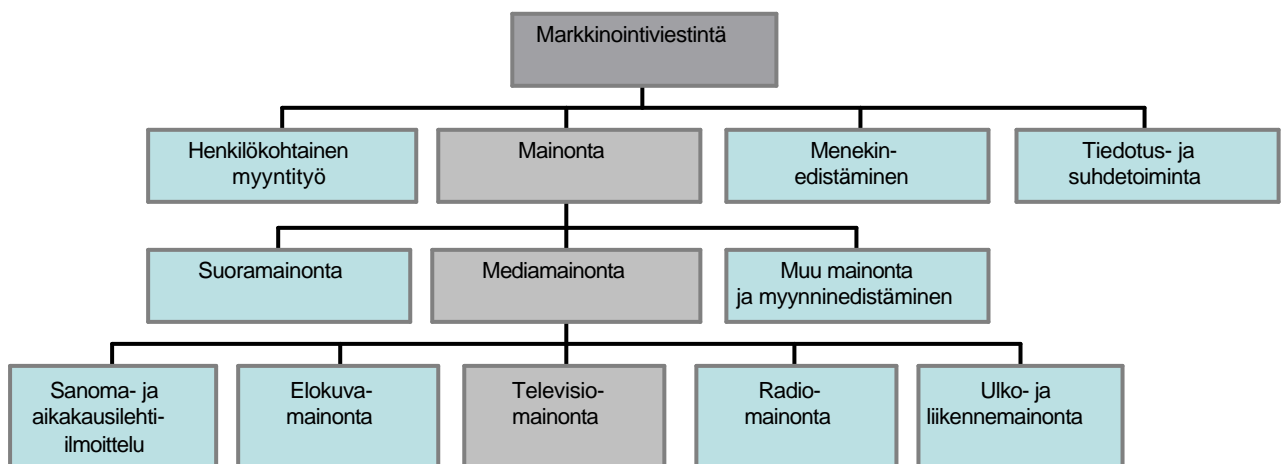 Markkinointiviestintä
Henkilökohtainen
myyntityö
Mainonta
Menekin-
edistäminen
Tiedotus- ja
suhdetoiminta
Suoramainonta
Mediamainonta
Muu mainonta
ja myynninedistäminen
Sanoma- ja
aikakausilehti-
ilmoittelu
Elokuva-
mainonta
Televisio-
mainonta
Radio-
mainonta
Ulko- ja
liikennemainonta